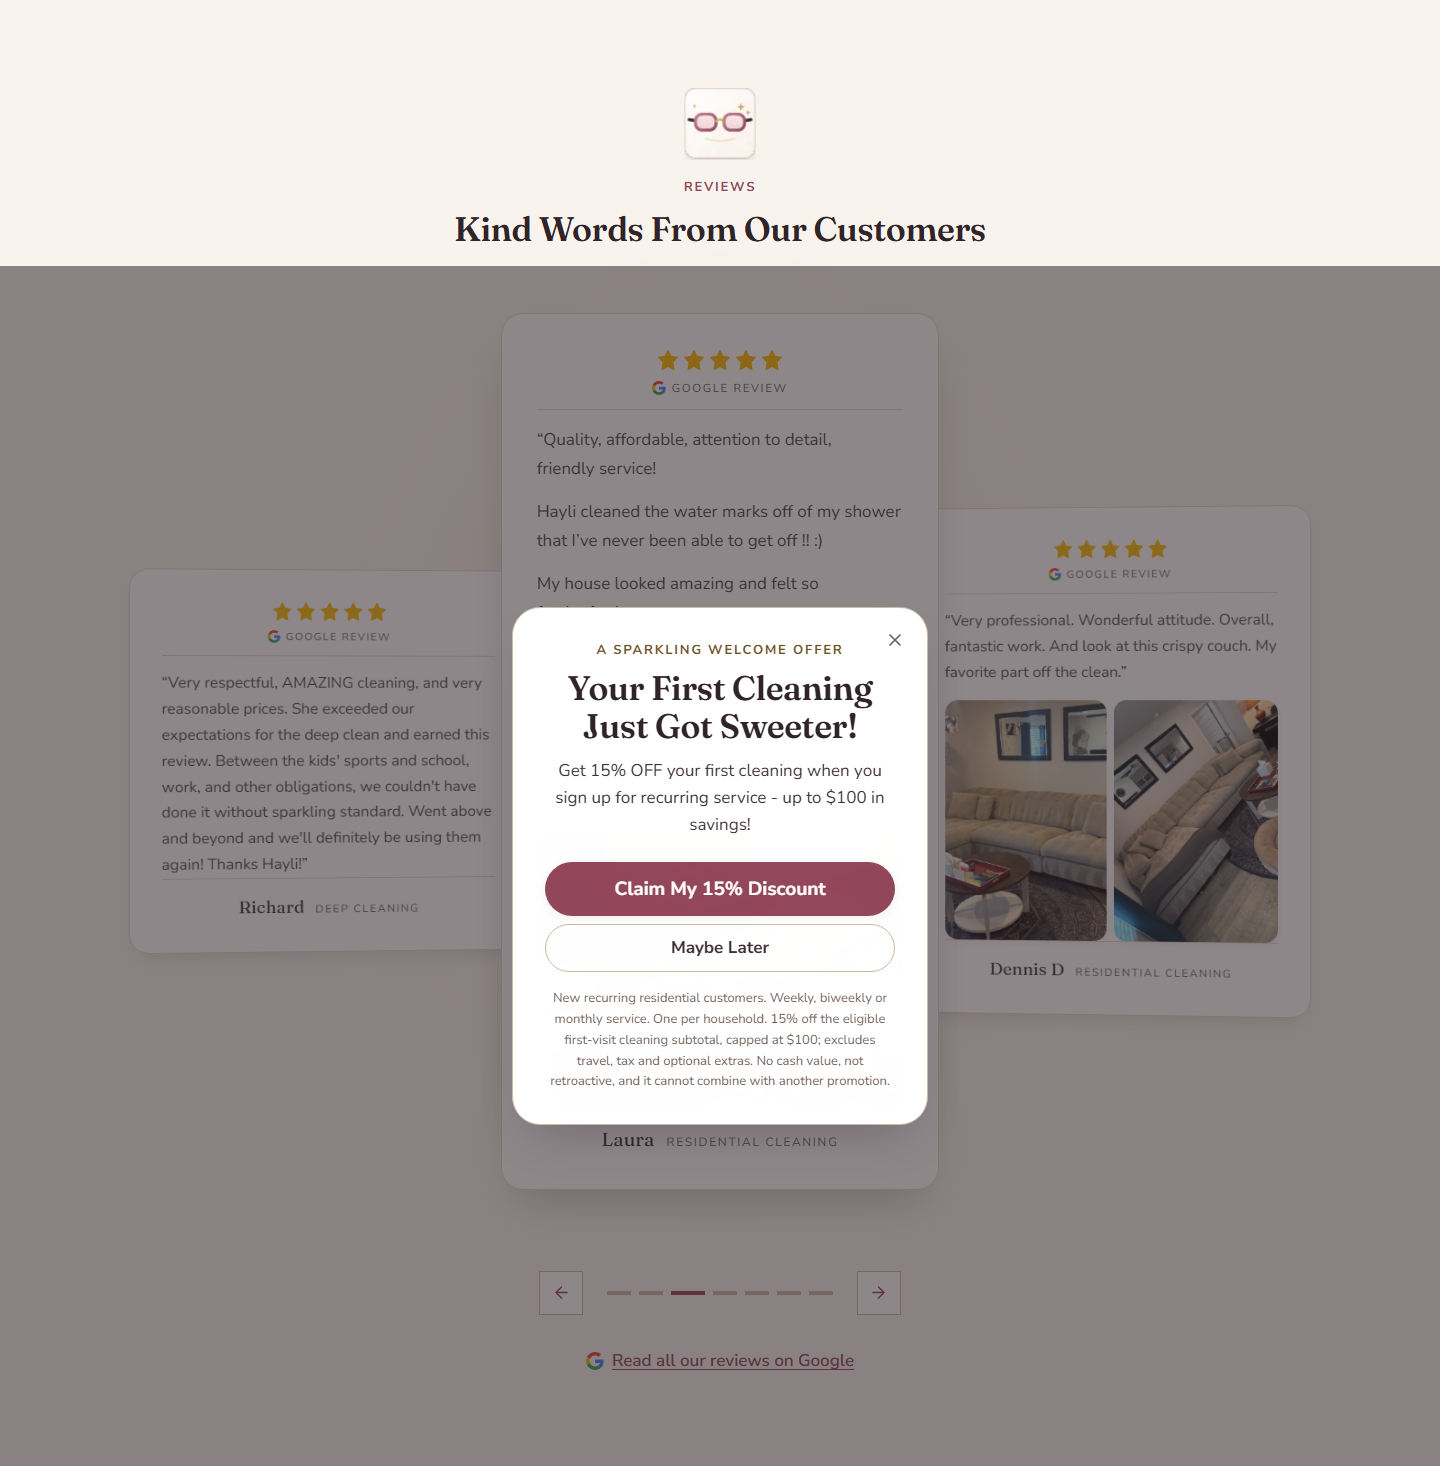 REVIEWS
Kind Words From Our Customers
GOOGLE REVIEW
“Quality, affordable, attention to detail,
friendly service!
Hayli cleaned the water marks off of my shower
that I’ve never been able to get off !! :)
My house looked amazing and felt so
Laura RESIDENTIAL CLEANING
GOOGLE REVIEW
“Very respectful, AMAZING cleaning, and very
reasonable prices. She exceeded our
expectations for the deep clean and earned this
review. Between the kids' sports and school,
work, and other obligations, we couldn't have
done it without sparkling standard. Went above
and beyond and we'll definitely be using them
again! Thanks Hayli!”
Richard DEEP CLEANING
A SPARKLING WELCOME OFFER
Your First Cleaning
Just Got Sweeter!
Get 15% OFF your first cleaning when you
sign up for recurring service - up to $100 in
savings!
Claim My 15% Discount
Maybe Later
New recurring residential customers. Weekly, biweekly or
monthly service. One per household. 15% off the eligible
first-visit cleaning subtotal, capped at $100; excludes
travel, tax and optional extras. No cash value, not
retroactive, and it cannot combine with another promotion.
GOOGLE REVIEW
“Very professional. Wonderful attitude. Overall,
fantastic work. And look at this crispy couch. My
favorite part off the clean.”
Dennis D RESIDENTIAL CLEANING
Read all our reviews on Google